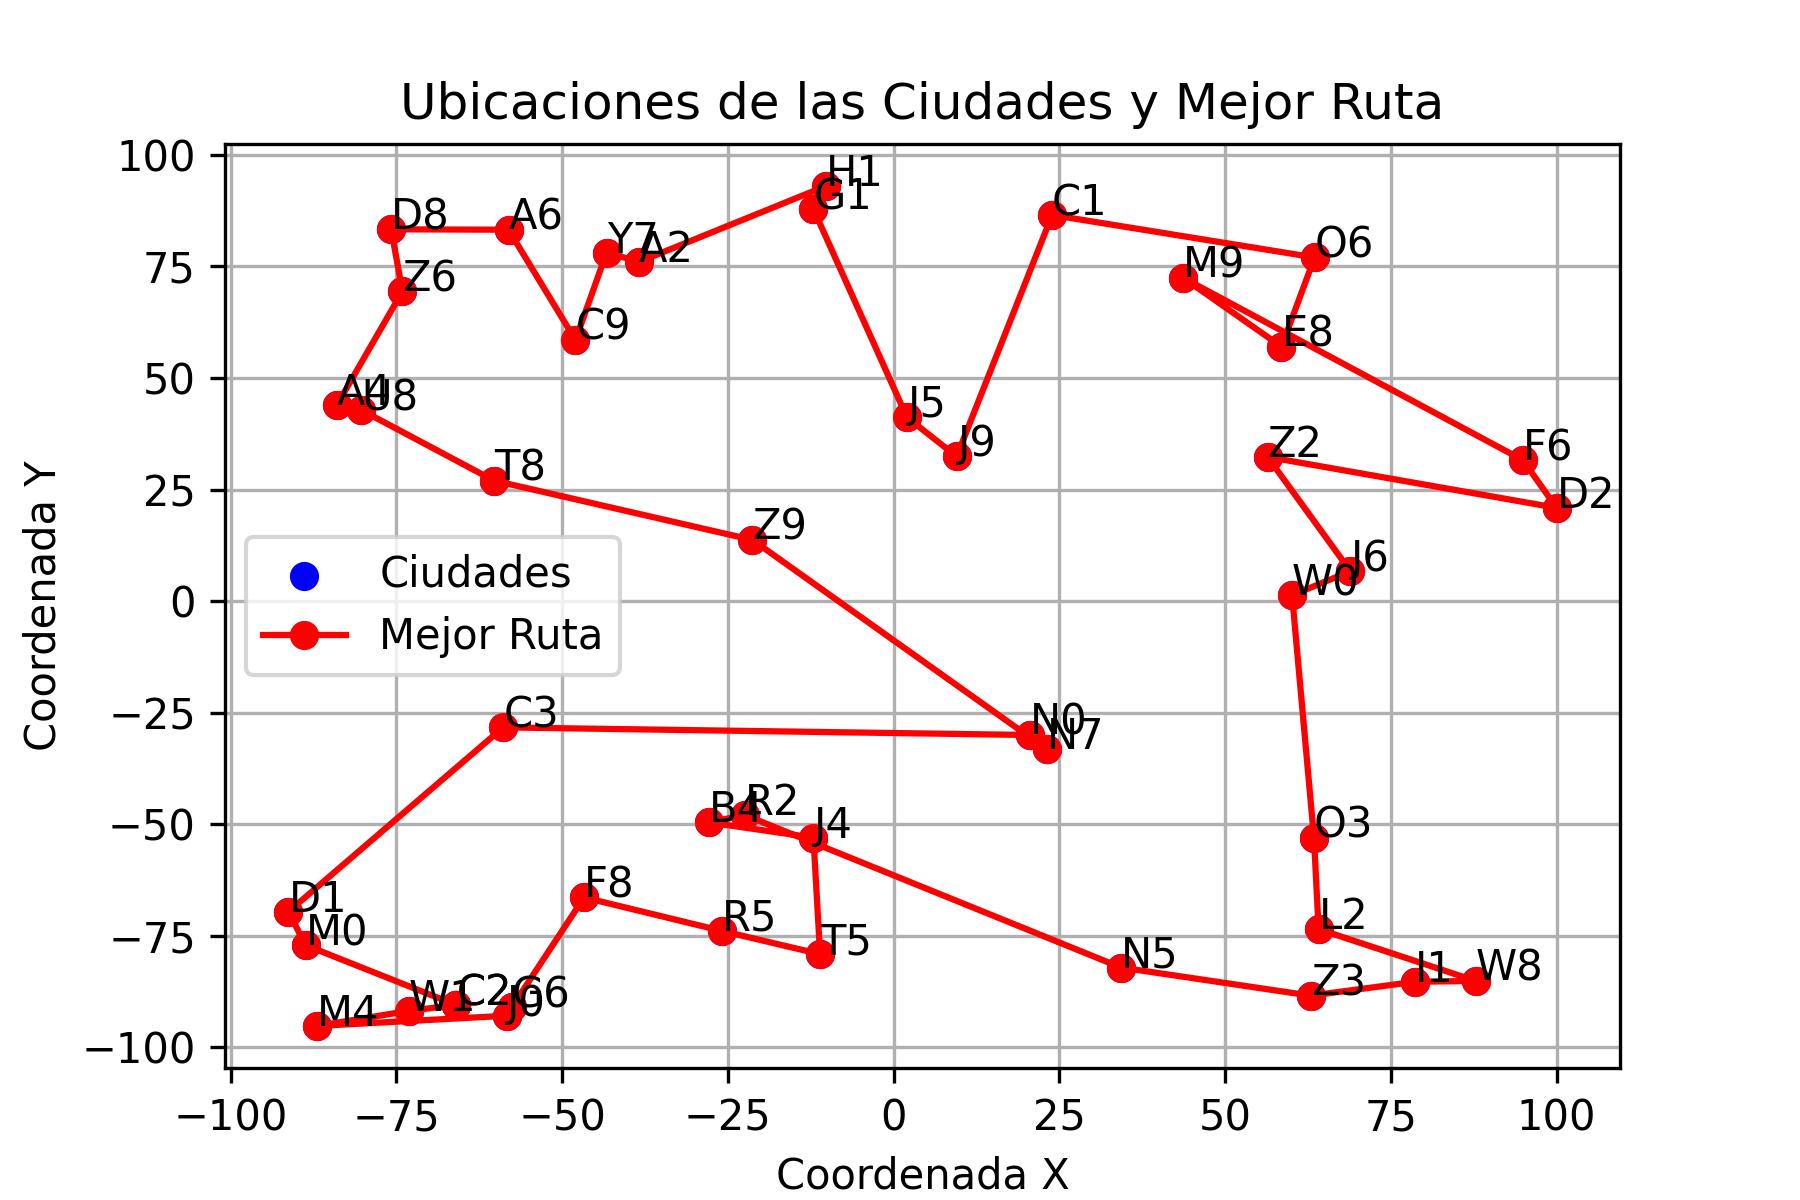 Ubicaciones de las Ciudades y Mejor Ruta
Coordenada Y
100
75
50
25
0
−25
−50
−75
−100
H1
G1
C1
D8
A6
Y7
A2
O6
M9
Z6
C9
E8
A4
U8
J5
J9
Z2
F6
T8
D2
Z9
J6
W0
Ciudades
Mejor Ruta
C3
N0
N7
B4
R2
J4
O3
F8
D1
R5
L2
M0
T5
N5
I1
W8
Z3
M4
W1
C2
G6
J0
−100
−75
−50
−25
0
25
50
75
100
Coordenada X